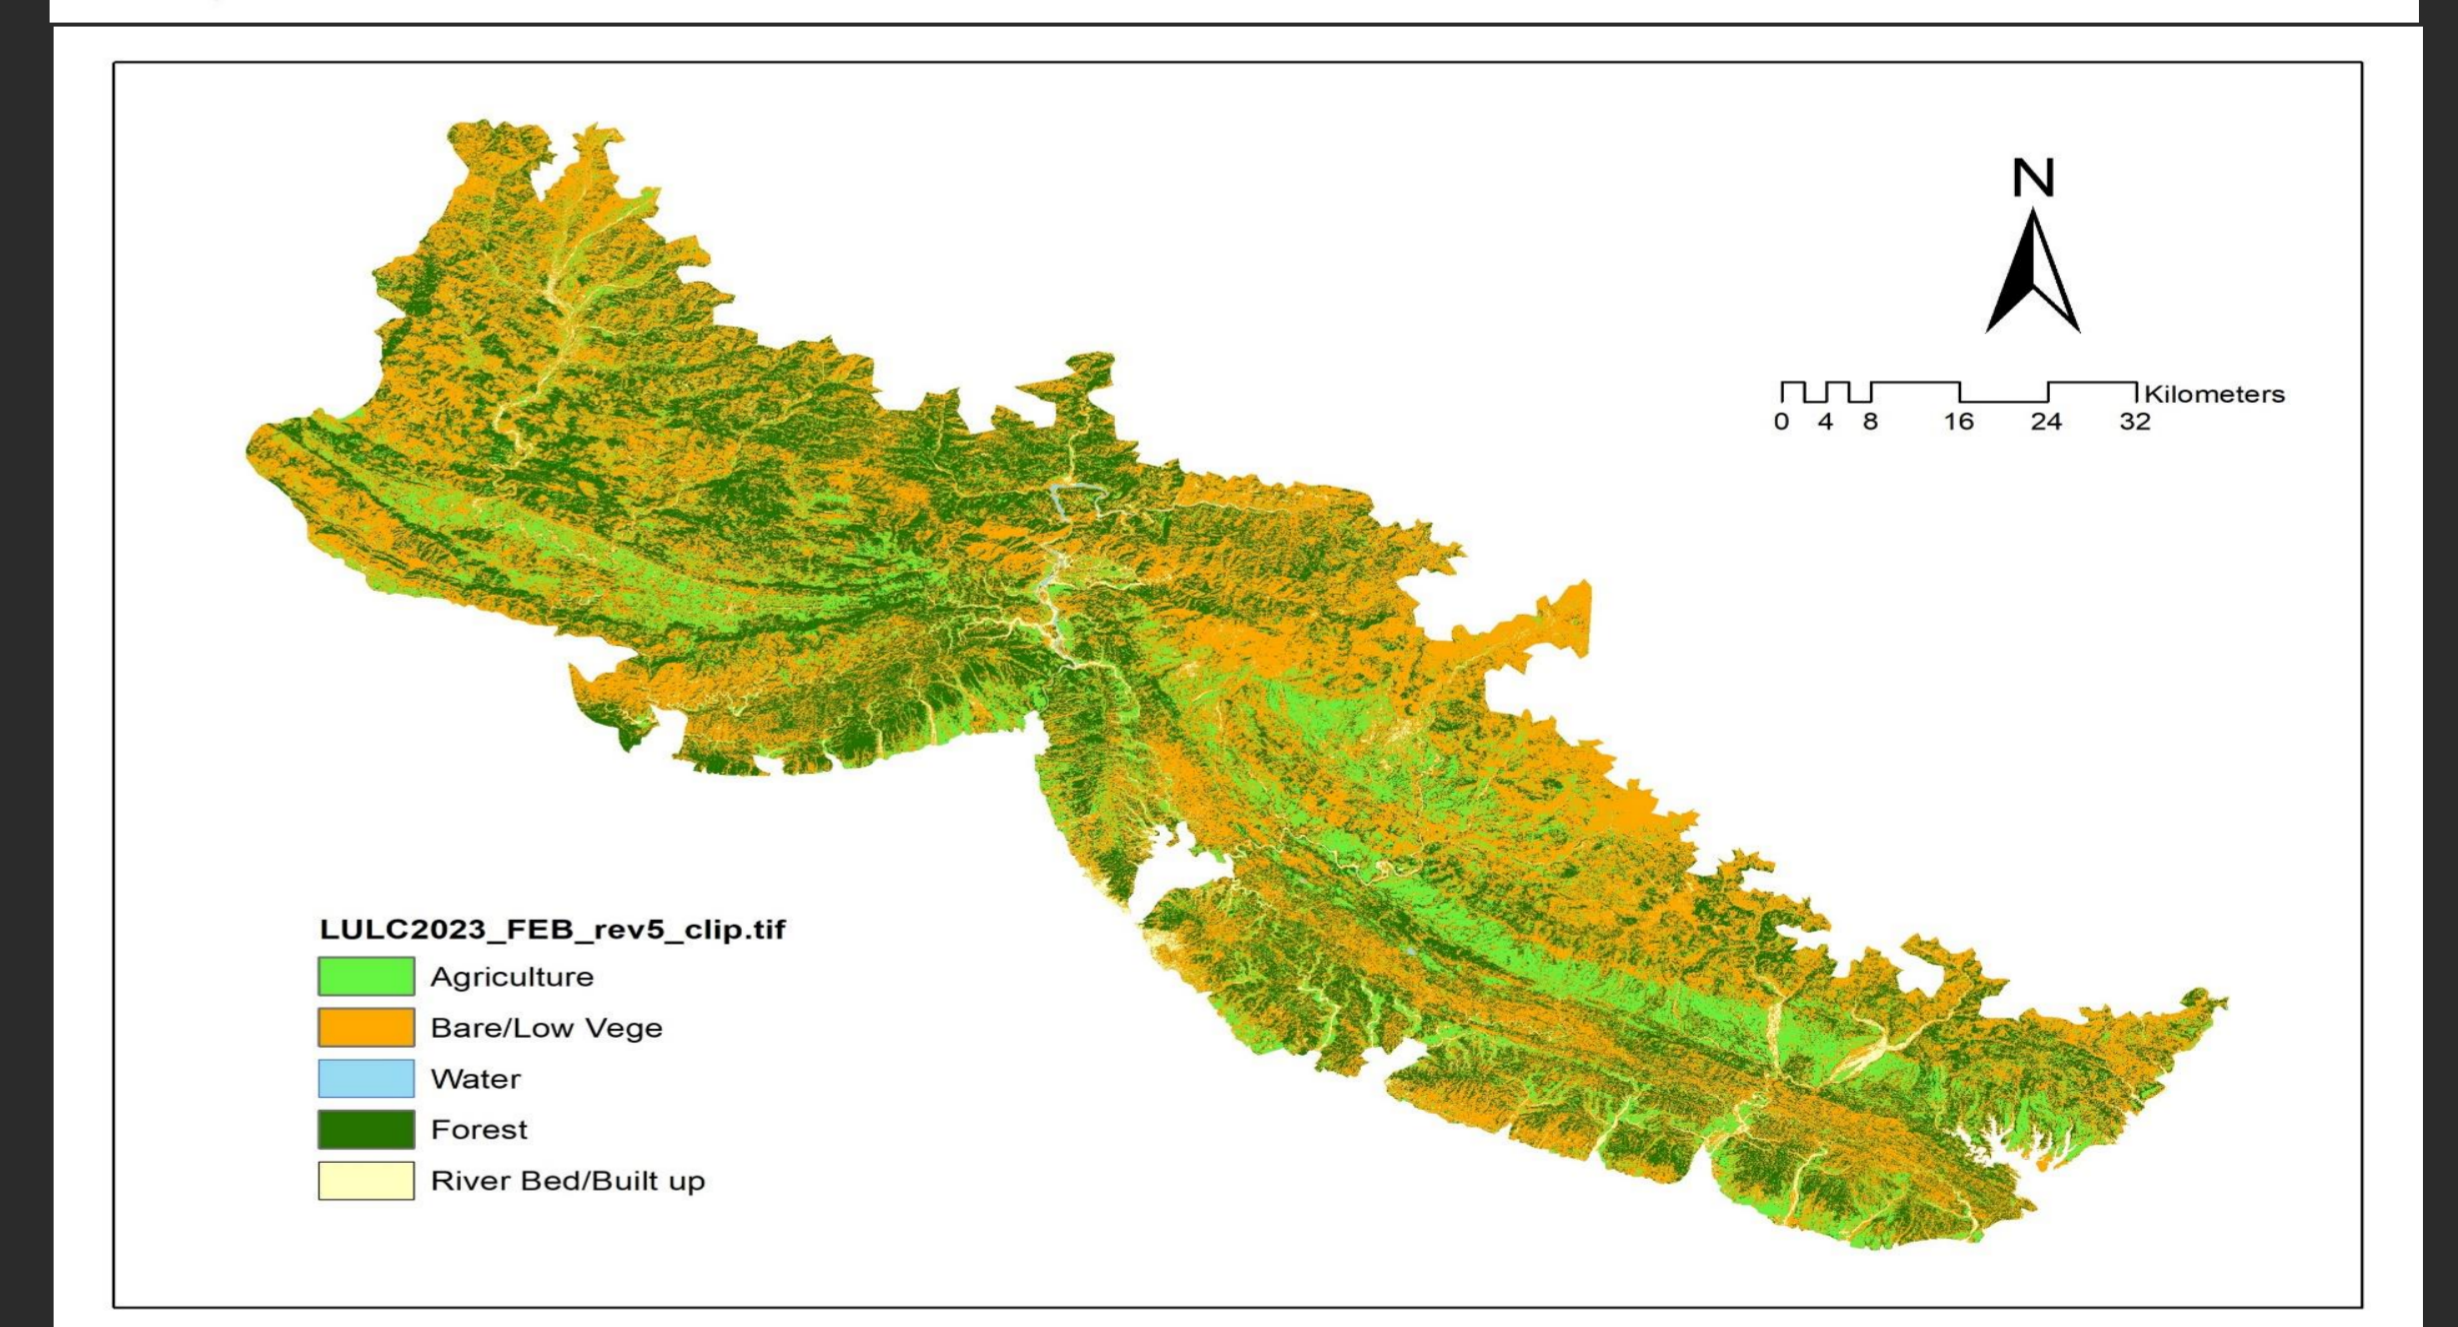 N
Kilometers
0 4 8 16 24 32
LULC2023_FEB_rev5_clip.tif
Agriculture
Bare/Low Vege
Water
Forest
River Bed/Built up